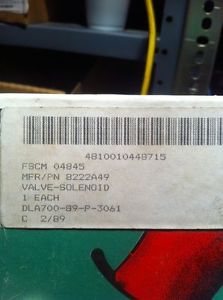 4810010448715
FSCM 04845
MFR/PN 8222A49
VALVE-SOLENOID
1 EACH
DLA700-89-P-3061
C 2/89